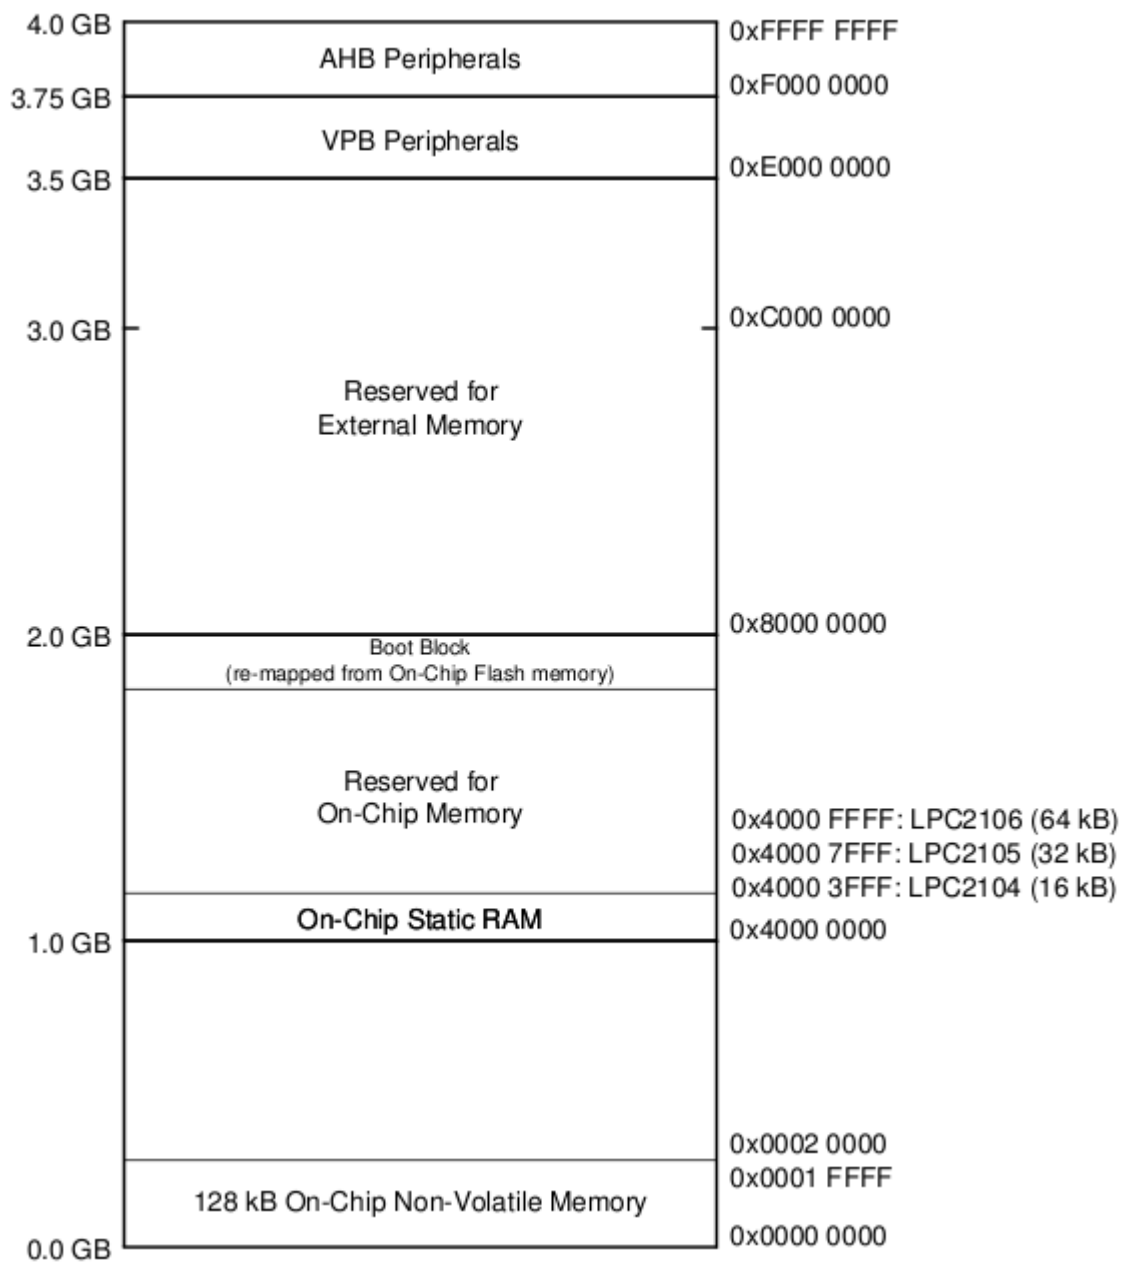 4.0 GB
0xFFFF FFFF
AHB Peripherals
3.75 GB
0xF000 0000
VPB Peripherals
3.5 GB
0xE000 0000
3.0 GB
0xC000 0000
Reserved for
External Memory
2.0 GB
0x8000 0000
Boot Block
(re-mapped from On-Chip Flash memory)
Reserved for
On-Chip Memory
0x4000 FFFF: LPC2106 (64 kB)
0x4000 7FFF: LPC2105 (32 kB)
0x4000 3FFF: LPC2104 (16 kB)
On-Chip Static RAM
1.0 GB
0x4000 0000
0x0002 0000
0x0001 FFFF
128 kB On-Chip Non-Volatile Memory
0.0 GB
0x0000 0000